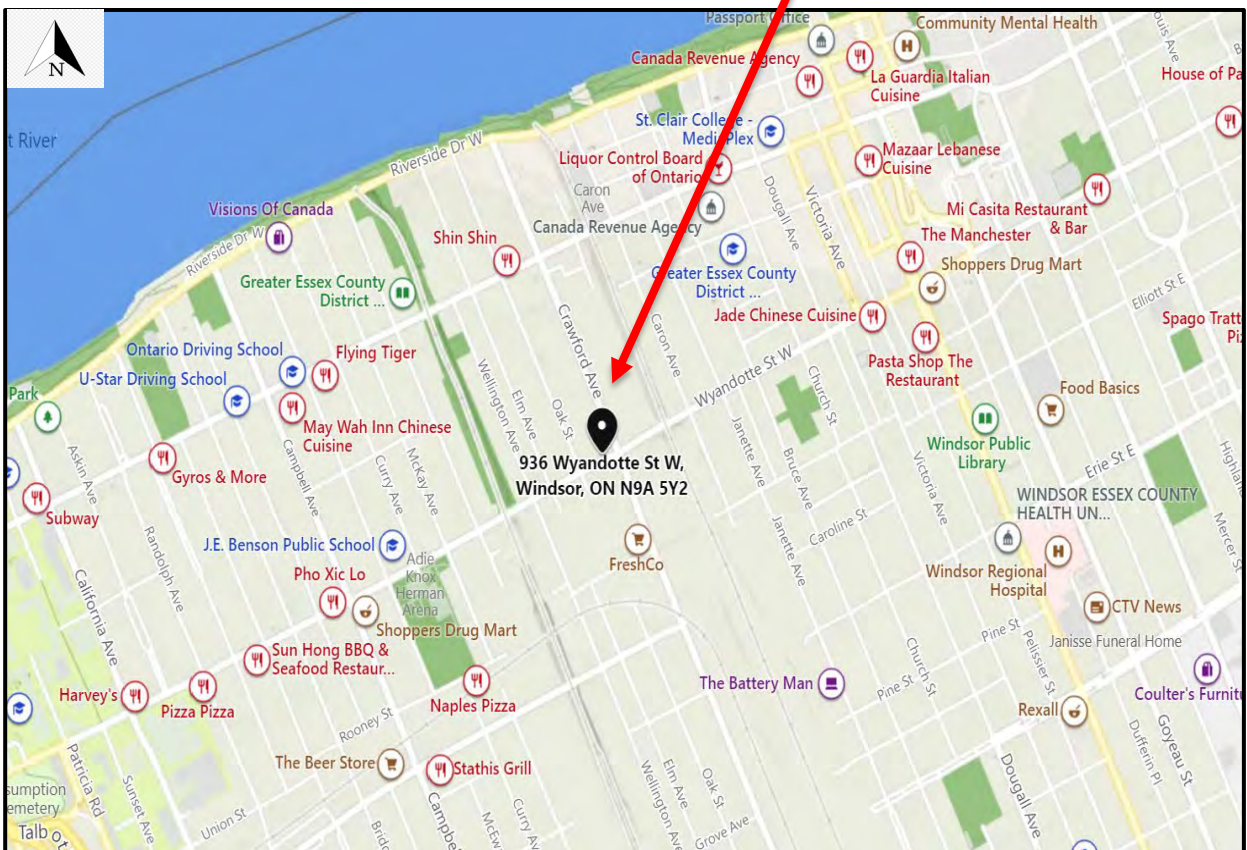 N
Passport Office
Community Mental Health
Canada Revenue Agency
La Guardia Italian
Cuisine
House of Pa
t River
St. Clair College -
MediaPlex
Riverside Dr W
Liquor Control Board
of Ontario
Mazaar Lebanese
Cuisine
Caron
Ave
Dougall Ave
Victoria Ave
Visions Of Canada
Canada Revenue Agency
Mi Casita Restaurant
& Bar
Shin Shin
The Manchester
Riverside Dr W
Shoppers Drug Mart
Greater Essex County
District ...
Greater Essex County
District ...
Elliott St E
Crawford Ave
Caron Ave
Jade Chinese Cuisine
Spago Tratt
Ontario Driving School
Flying Tiger
U-Star Driving School
Wellington Ave
Elm Ave
Oak St
Wyandotte St W
Pasta Shop The
Restaurant
Food Basics
Park
May Wah Inn Chinese
Cuisine
Church St
Janette Ave
Bruce Ave
Windsor Public
Library
Askin Ave
Gyros & More
Campbell Ave
Curry Ave
McKay Ave
936 Wyandotte St W,
Windsor, ON N9A 5Y2
Victoria Ave
Erie St E
Highland
Subway
WINDSOR ESSEX COUNTY
HEALTH UN...
Mercer St
Randolph Ave
J.E. Benson Public School
Caroline St
Janette Ave
Adie
Knox
Herman
Arena
FreshCo
Windsor Regional
Hospital
Pho Xic Lo
California Ave
Shoppers Drug Mart
CTV News
Pine St
Janisse Funeral Home
Pelissier St
Sun Hong BBQ &
Seafood Restaur...
Church St
Pine St
The Battery Man
Harvey's
Pizza Pizza
Naples Pizza
Coulter's Furnitu
Rexall
Rooney St
Goyeau St
Dufferin Pl
Patricia Rd
Sunset Ave
The Beer Store
Stathis Grill
Dougall Ave
Elm Ave
Oak St
Wellington Ave
sumption
emetery
Talbot
Union St
Campbe
Curry Av
Grove Ave